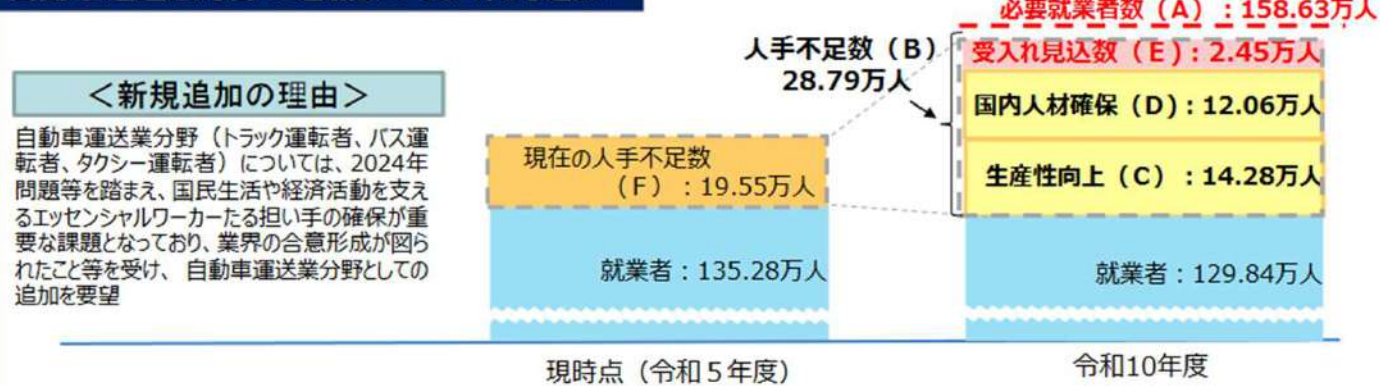 必要就業者数（A）：158.63万人
人手不足数（B）
28.79万人
受入れ見込数（E）：2.45万人
国内人材確保（D）：12.06万人
生産性向上（C）：14.28万人
＜新規追加の理由＞
自動車運送業分野（トラック運転者、バス運
転者、タクシー運転者）については、2024年
問題等を踏まえ、国民生活や経済活動を支え
るエッセンシャルワーカーたる担い手の確保が重
要な課題となっており、業界の合意形成が図ら
れたこと等を受け、自動車運送業分野としての
追加を要望
現在の人手不足数
（F）：19.55万人
就業者：135.28万人
就業者：129.84万人
現時点（令和５年度）
令和10年度